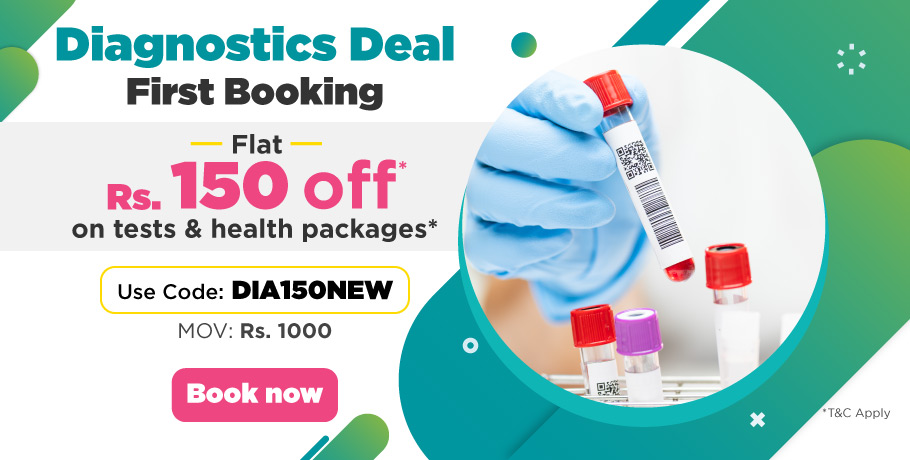 Diagnostics Deal
First Booking
Flat
Rs. 150 off*
on tests & health packages*
Use Code: DIA150NEW
MOV: Rs. 1000
Book now
*T&C Apply